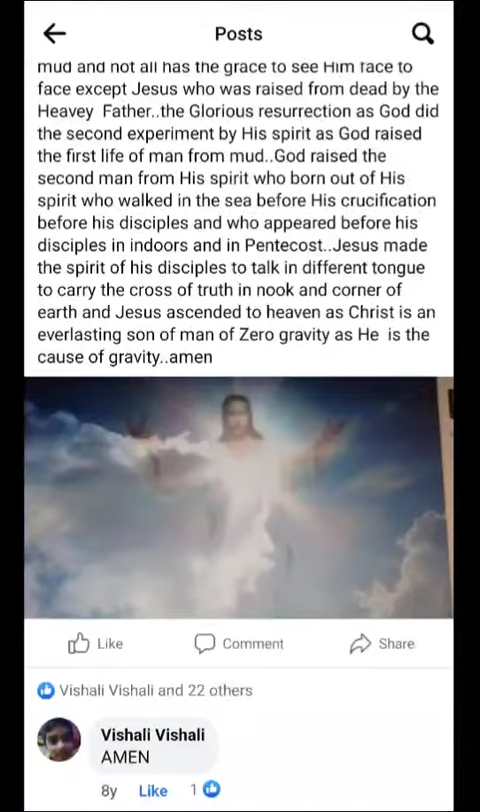 Posts
mud and not all has the grace to see Him face to
face except Jesus who was raised from dead by the
Heavey Father..the Glorious resurrection as God did
the second experiment by His spirit as God raised
the first life of man from mud..God raised the
second man from His spirit who born out of His
spirit who walked in the sea before His crucification
before his disciples and who appeared before his
disciples in indoors and in Pentecost..Jesus made
the spirit of his disciples to talk in different tongue
to carry the cross of truth in nook and corner of
earth and Jesus ascended to heaven as Christ is an
everlasting son of man of Zero gravity as He is the
cause of gravity..amen
Like Comment Share
Vishali Vishali and 22 others
Vishali Vishali
AMEN
8y Like 1